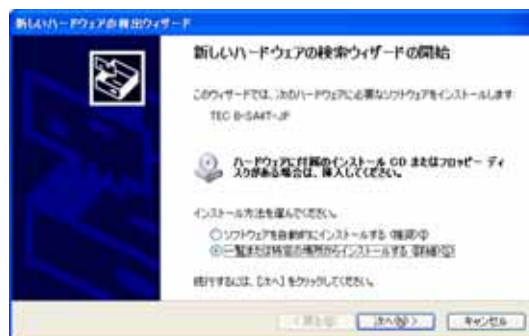 新しいハードウェアの検出ウィザード
新しいハードウェアの検索ウィザードの開始
このウィザードでは、次のハードウェアに必要なソフトウェアをインストールします:
TEC B-SA4T-JP
ハードウェアに付属のインストール CD またはフロッピー ディ
スクがある場合は、挿入してください。
インストール方法を選んでください。
ソフトウェアを自動的にインストールする (推奨)(I)
一覧または特定の場所からインストールする (詳細)(S)
続行するには、[次へ] をクリックしてください。
< 戻る(B) 次へ(N) > キャンセル